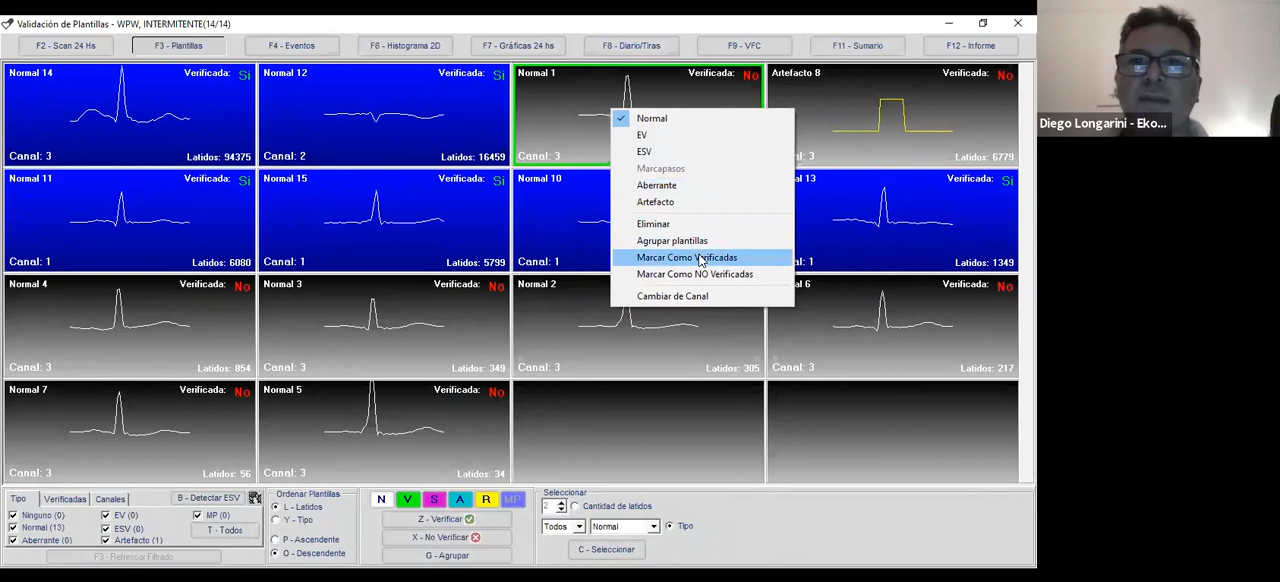 Validación de Plantillas - WPW, INTERMITENTE(14/14)
F2 - Scan 24 Hs
F3 - Plantillas
F4 - Eventos
F6 - Histograma 2D
F7 - Gráficas 24 hs
F8 - Diario/Tiras
F9 - VFC
F11 - Sumario
F12 - Informe
Normal 14 Verificada: Si
Canal: 3 Latidos: 94375
Normal 12 Verificada: Si
Canal: 2 Latidos: 16459
Normal 1 Verificada: No
Canal: 3
Artefacto 8 Verificada: No
: 3 Latidos: 6779
Normal 11 Verificada: Si
Canal: 1 Latidos: 6080
Normal 15 Verificada: Si
Canal: 1 Latidos: 5799
Normal 10
Canal: 1
13 Verificada: Si
: 1 Latidos: 1349
Normal 4 Verificada: No
Canal: 3 Latidos: 854
Normal 3 Verificada: No
Canal: 3 Latidos: 349
Normal 2
Canal: 3 Latidos: 305
6 Verificada: No
Canal: 3 Latidos: 217
Normal 7 Verificada: No
Canal: 3 Latidos: 56
Normal 5 Verificada: No
Canal: 3 Latidos: 34
Normal
EV
ESV
Marcapasos
Aberrante
Artefacto
Eliminar
Agrupar plantillas
Marcar Como Verificadas
Marcar Como NO Verificadas
Cambiar de Canal
Diego Longarini - Eko...
Tipo Verificadas Canales
B - Detectar ESV
Ninguno (0) EV (0) MP (0)
Normal (13) ESV (0)
T - Todos
Aberrante (0) Artefacto (1)
F3 - Refrescar Filtrado
Ordenar Plantillas
L - Latidos
Y - Tipo
P - Ascendente
O - Descendente
N V S A R MP
Z - Verificar
X - No Verificar
G - Agrupar
Seleccionar
2 Cantidad de latidos
Todos Normal Tipo
C - Seleccionar